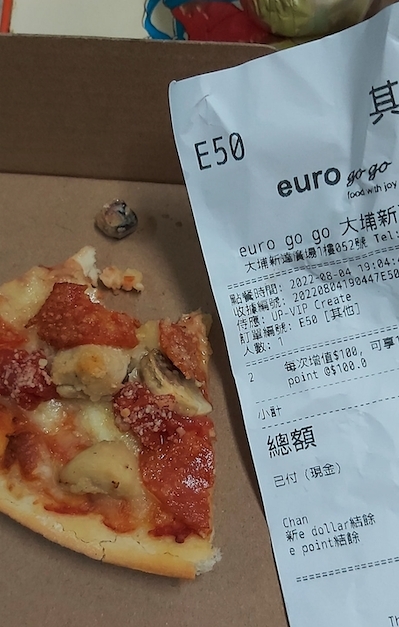 其
E50
euro go go
food with joy
euro go go 大埔新
大埔新達廣場1樓052號 Tel:
點餐時間: 2022-08-04 19:04:
收據編號: 20220804190447E50
侍應: UP-VIP Create
訂單編號: E50 [其他]
人數: 1
2 每次增值$100, 可享
point @$100.0
小計
總額
已付 (現金)
Chan
新e dollar結餘
e point結餘